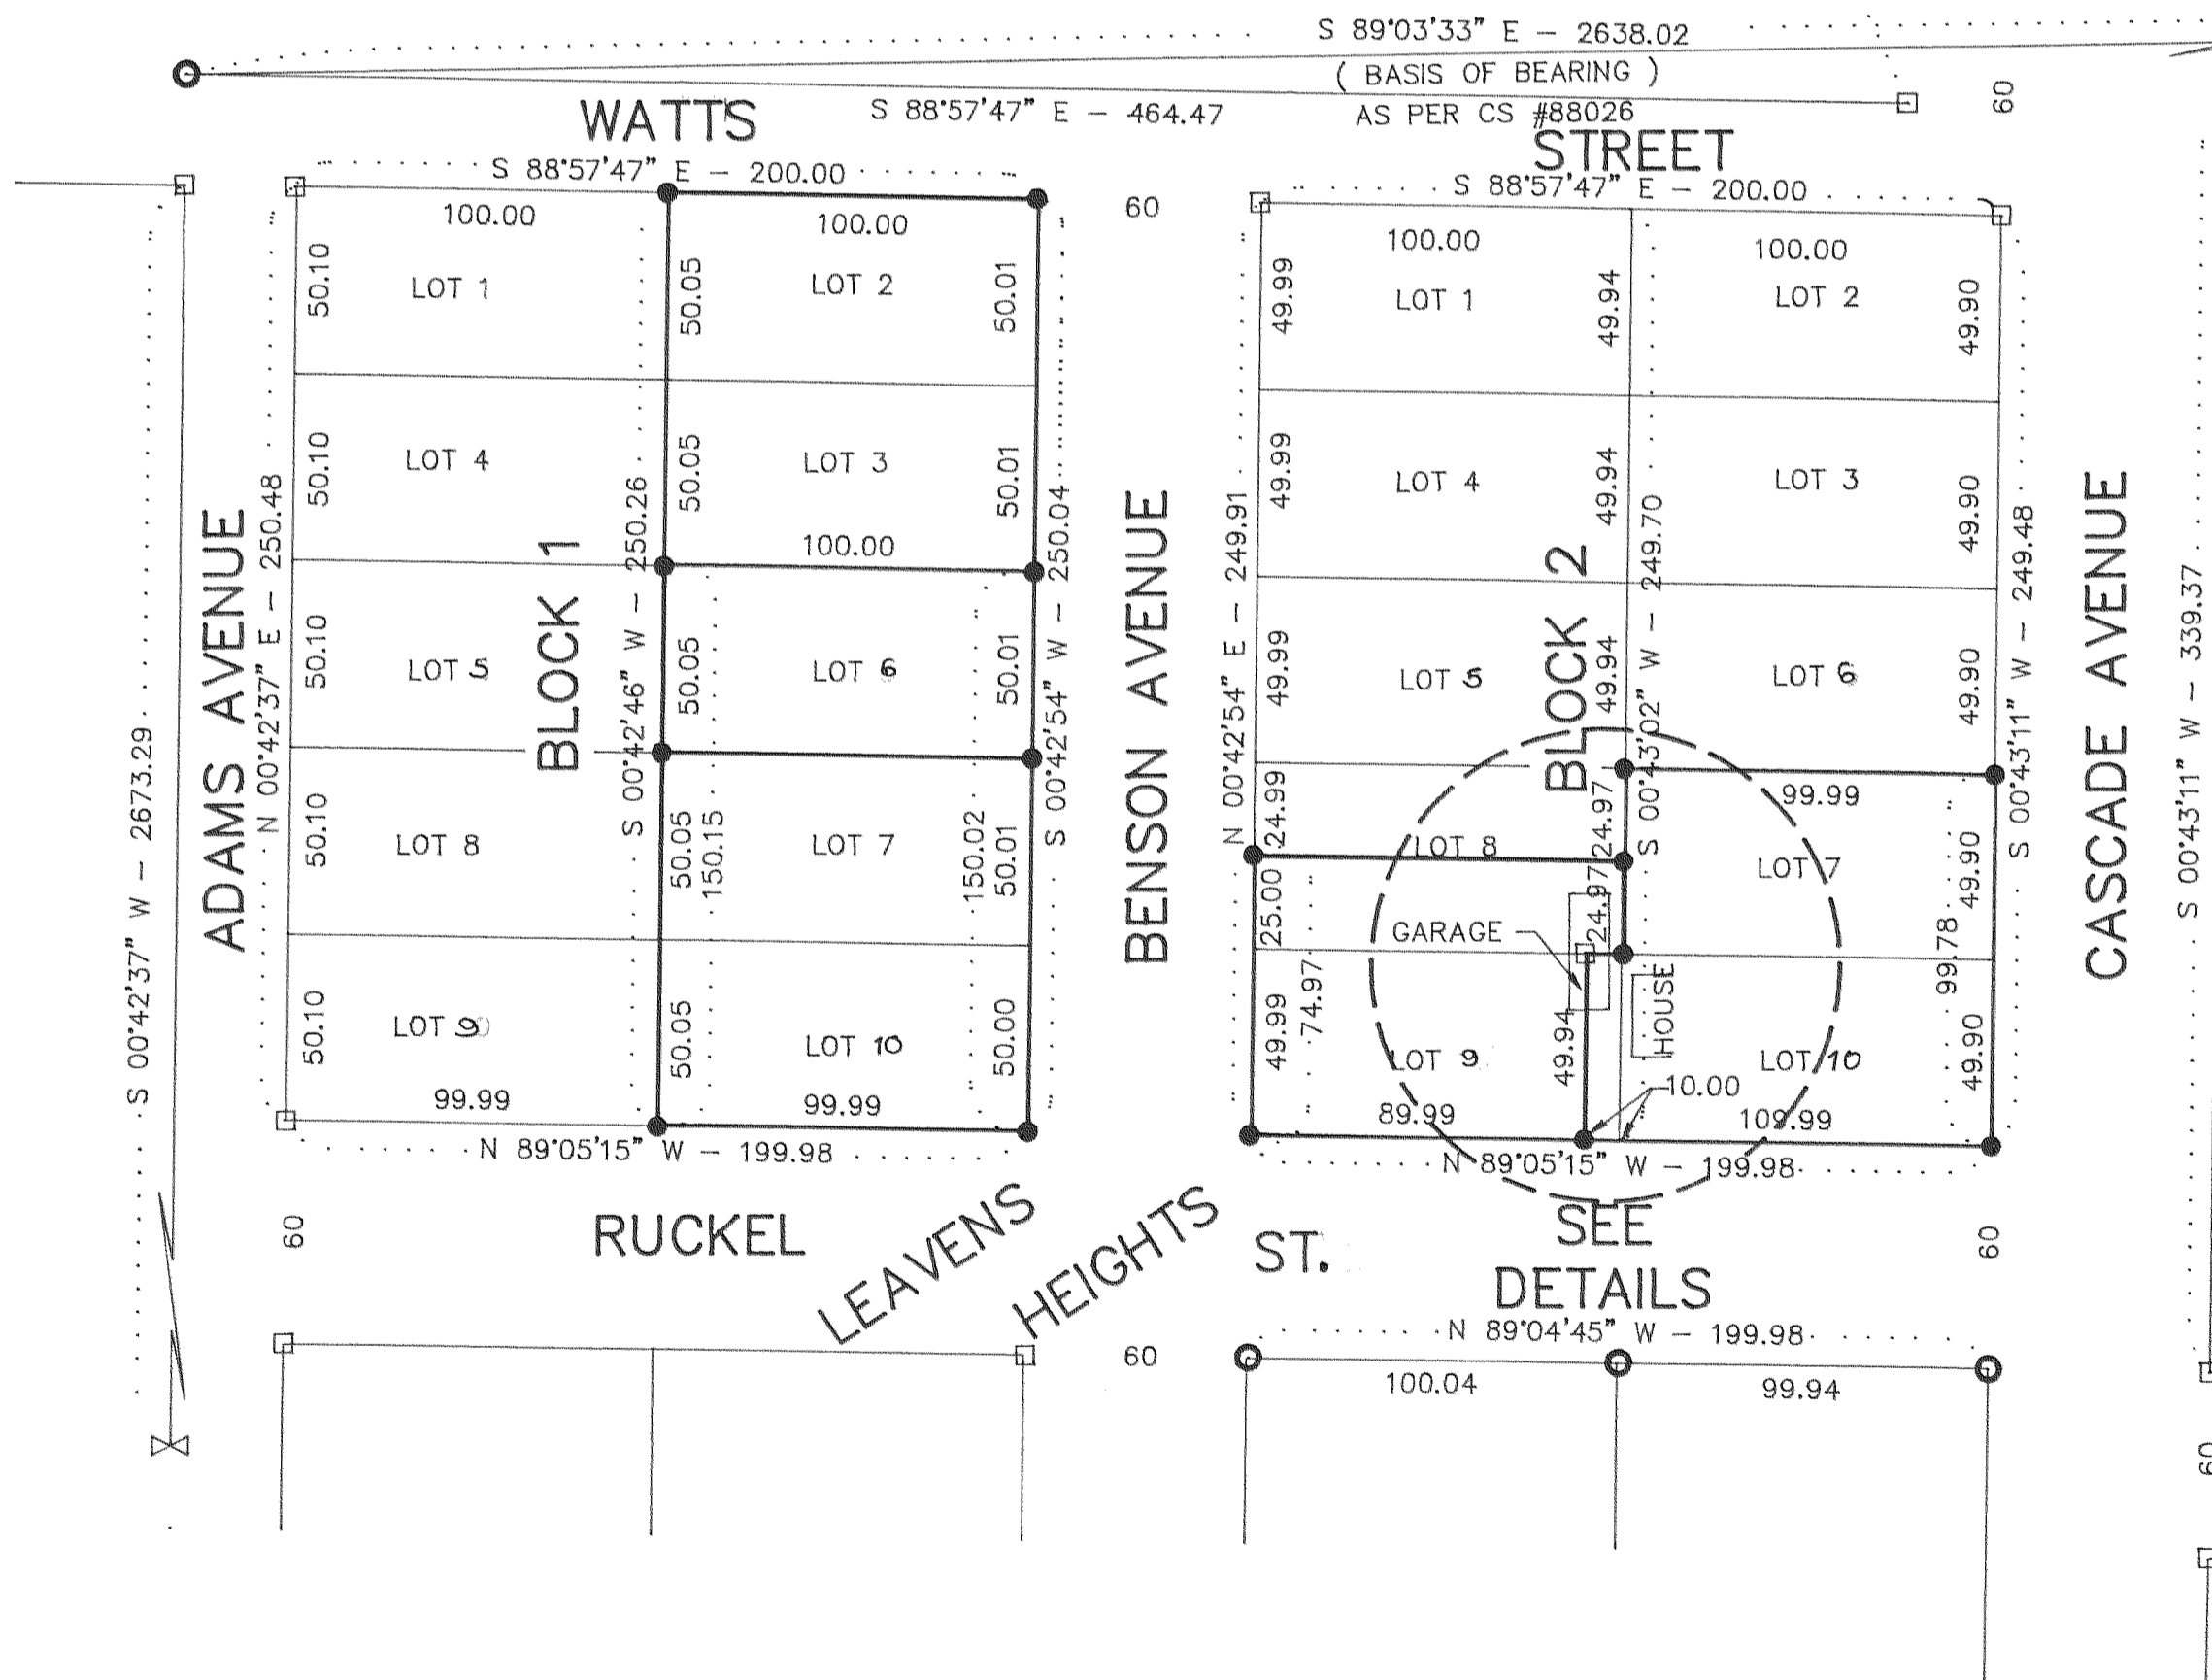 S 89°03'33" E – 2638.02
( BASIS OF BEARING )
S 88°57'47" E – 464.47
AS PER CS #88026
60
WATTS
STREET
S 88°57'47" E – 200.00
60
S 88°57'47" E – 200.00
100.00
100.00
100.00
100.00
50.10
LOT 1
50.05
LOT 2
50.01
49.99
LOT 1
49.94
LOT 2
49.90
50.10
LOT 4
50.05
LOT 3
50.01
49.99
LOT 4
49.94
LOT 3
49.90
100.00
ADAMS AVENUE
N 00°42'37" E – 250.48
BLOCK 1
S 00°42'46" W – 250.26
S 00°42'54" W – 250.04
BENSON AVENUE
N 00°42'54" E – 249.91
BLOCK 2
S 00°43'02" W – 249.70
S 00°43'11" W – 249.48
CASCADE AVENUE
S 00°43'11" W – 339.37
S 00°42'37" W – 2673.29
50.10
LOT 5
50.05
LOT 6
50.01
49.99
LOT 5
49.94
LOT 6
49.90
50.10
LOT 8
50.05
150.15
LOT 7
150.02
50.01
24.99
LOT 8
24.97
99.99
LOT 7
49.90
25.00
24.97
GARAGE
99.78
50.10
LOT 9
50.05
LOT 10
50.00
49.99
74.97
LOT 9
49.94
HOUSE
LOT 10
49.90
10.00
99.99
99.99
89.99
109.99
N 89°05'15" W – 199.98
N 89°05'15" W – 199.98
60
RUCKEL
LEAVENS
HEIGHTS
ST.
SEE
DETAILS
60
N 89°04'45" W – 199.98
60
100.04
99.94
60